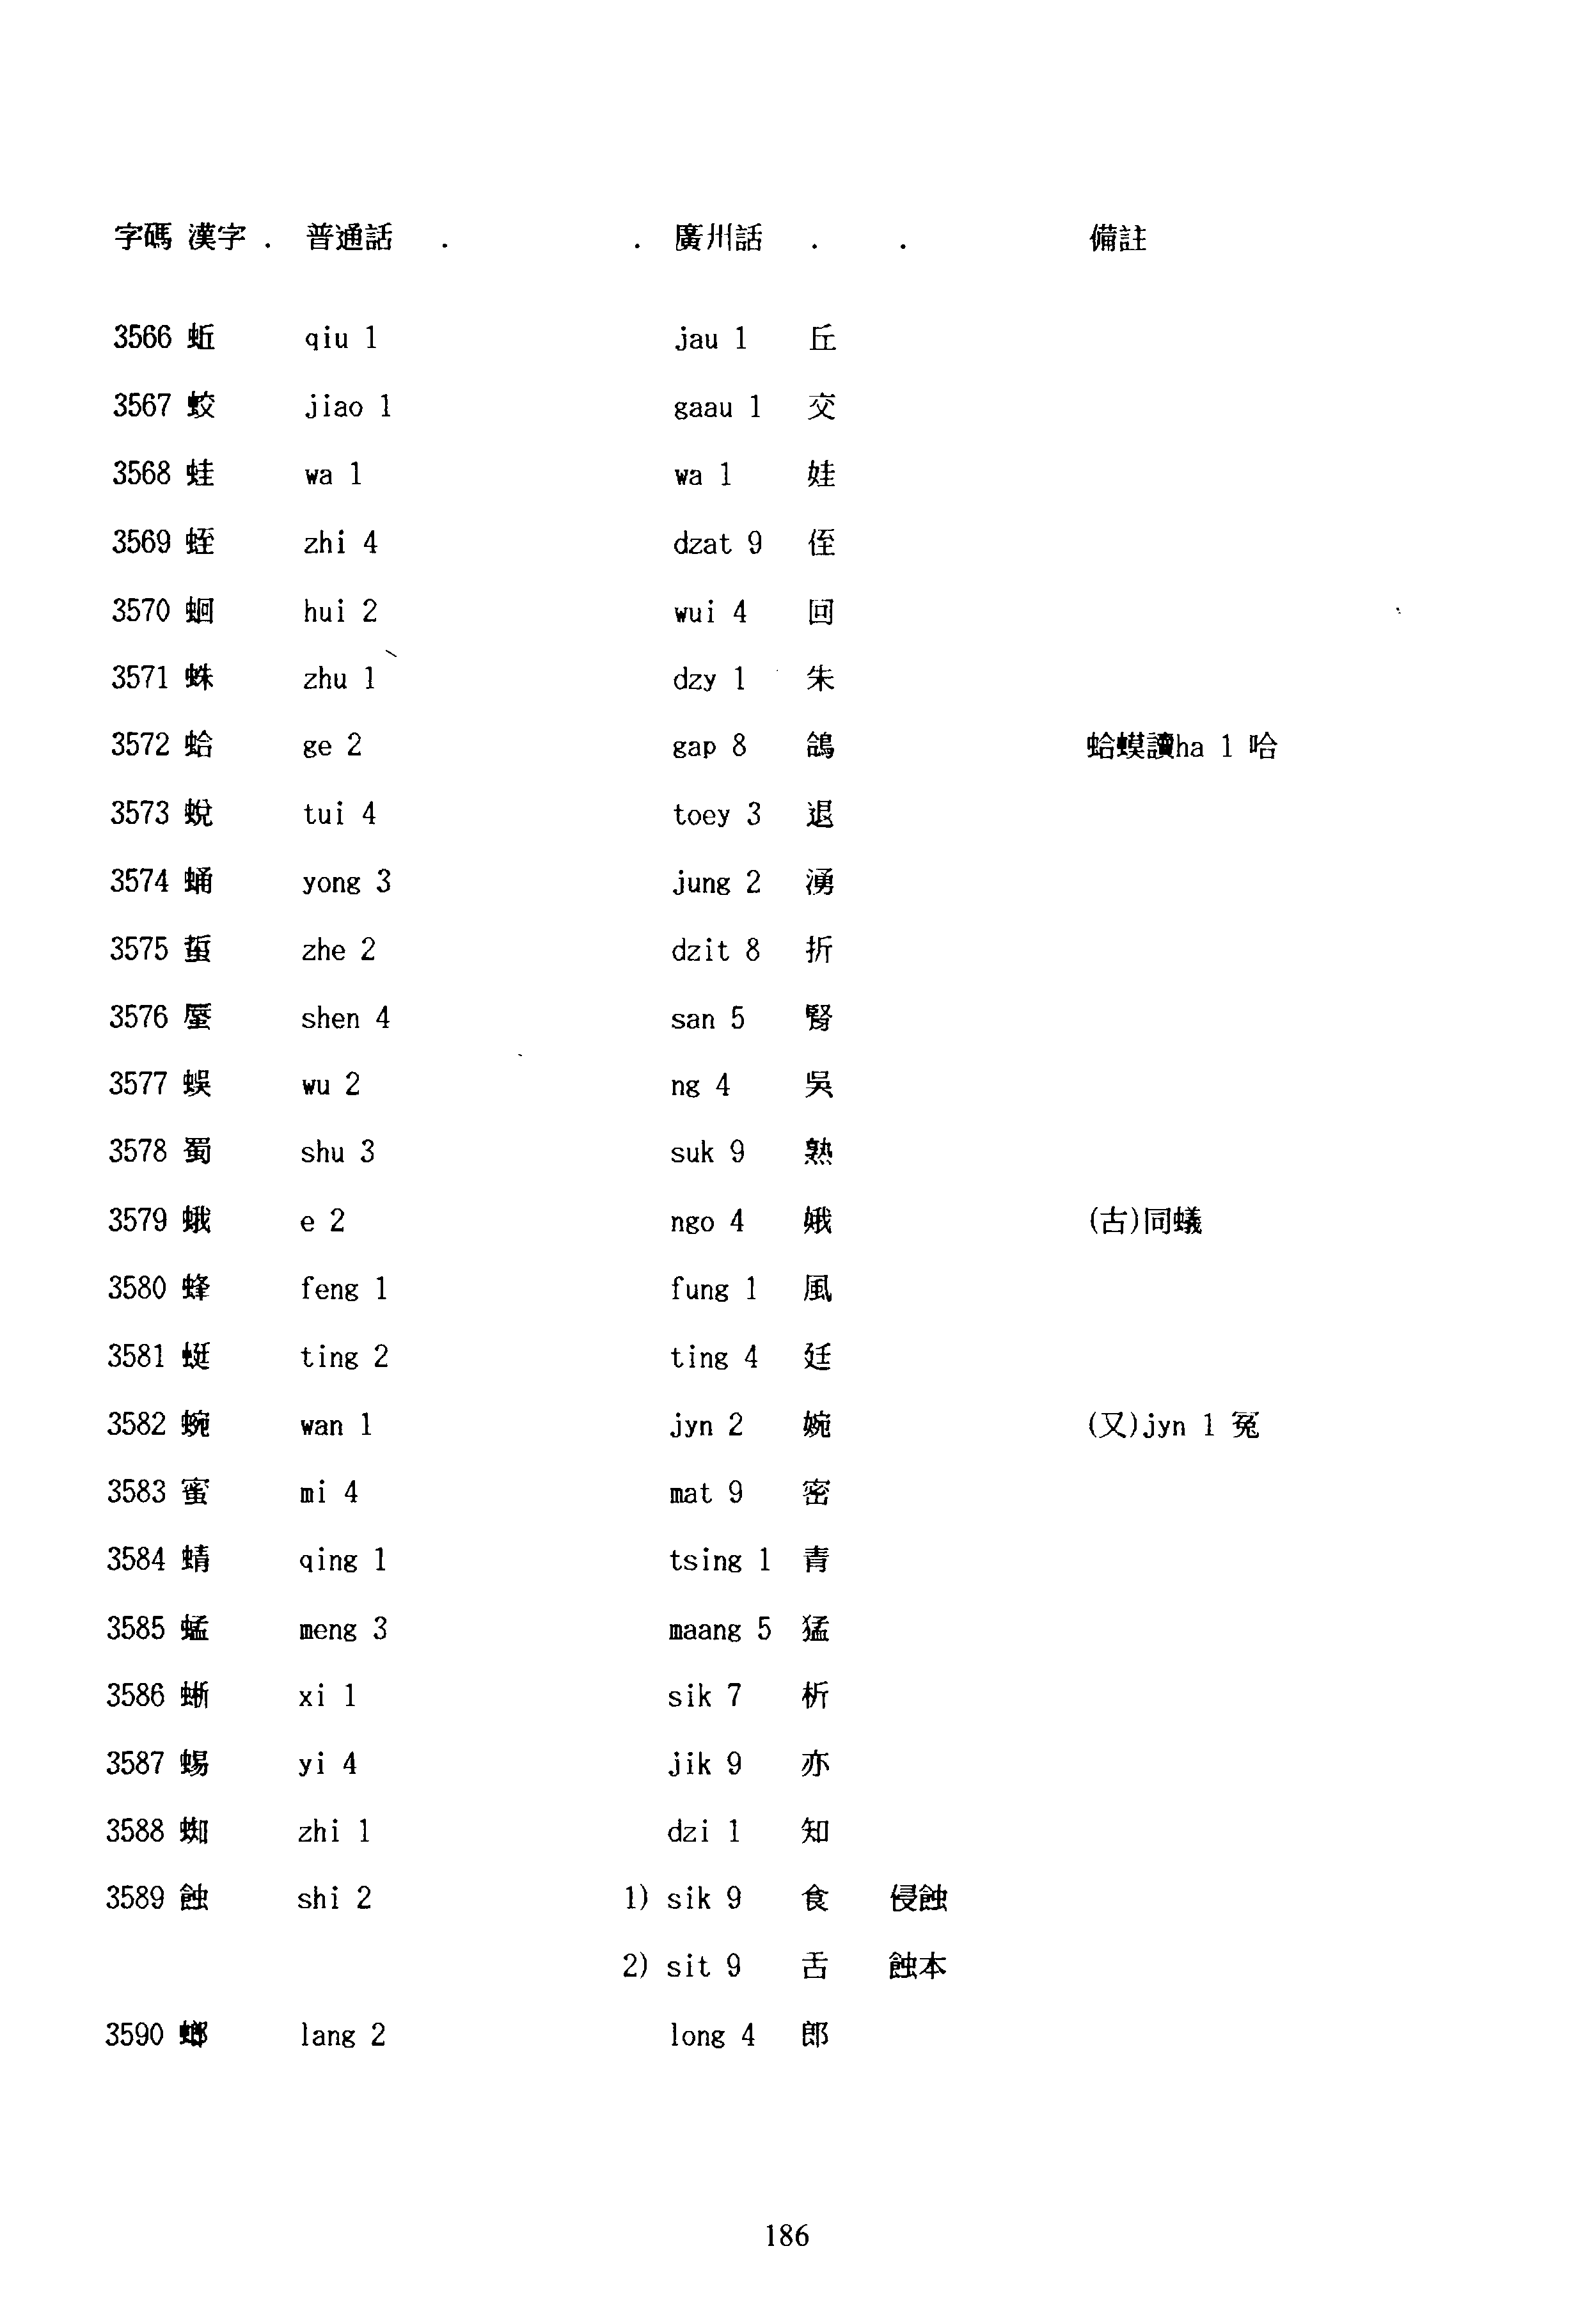 字碼 漢字 . 普通話 . . 廣州話 . . 備註
3566 蚯 qiu 1 jau 1 丘
3567 蛟 jiao 1 gaau 1 交
3568 蛙 wa 1 wa 1 娃
3569 蛭 zhi 4 dzat 9 侄
3570 蛔 hui 2 wui 4 回
3571 蛛 zhu 1 dzy 1 朱
3572 蛤 ge 2 gap 8 鴿 蛤蟆讀ha 1 哈
3573 蛻 tui 4 toey 3 退
3574 蛹 yong 3 jung 2 湧
3575 蜇 zhe 2 dzit 8 折
3576 蜃 shen 4 san 5 腎
3577 蜈 wu 2 ng 4 吳
3578 蜀 shu 3 suk 9 熟
3579 蛾 e 2 ngo 4 娥 (古)同蟻
3580 蜂 feng 1 fung 1 風
3581 蜓 ting 2 ting 4 廷
3582 蜿 wan 1 jyn 2 婉 (又)jyn 1 冤
3583 蜜 mi 4 mat 9 密
3584 蜻 qing 1 tsing 1 青
3585 蜢 meng 3 maang 5 猛
3586 蜥 xi 1 sik 7 析
3587 蜴 yi 4 jik 9 亦
3588 蜘 zhi 1 dzi 1 知
3589 蝕 shi 2 1) sik 9 食 侵蝕
2) sit 9 舌 蝕本
3590 螂 lang 2 long 4 郎
186